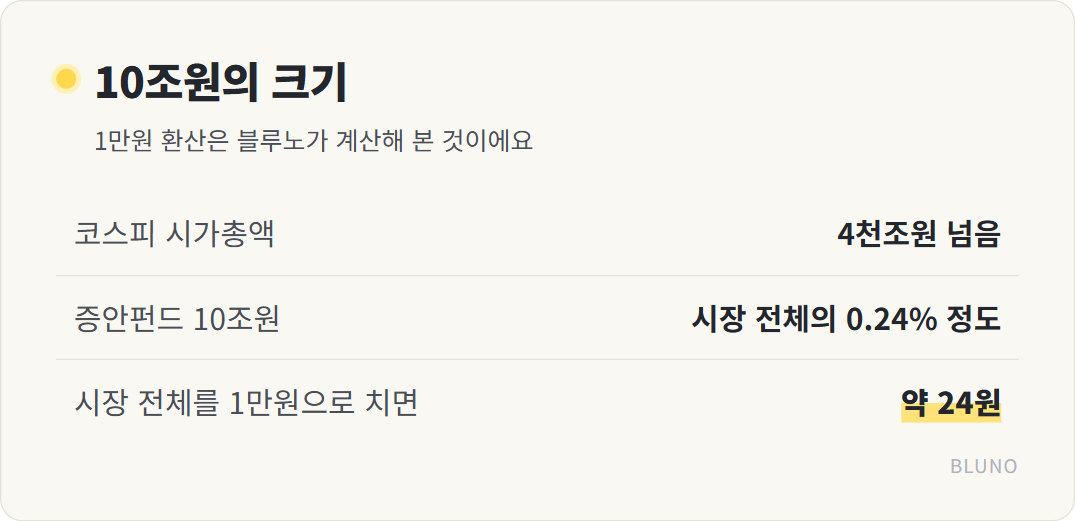 10조원의 크기
1만원 환산은 블루노가 계산해 본 것이에요
코스피 시가총액 4천조원 넘음
증안펀드 10조원 시장 전체의 0.24% 정도
시장 전체를 1만원으로 치면 약 24원
BLUNO